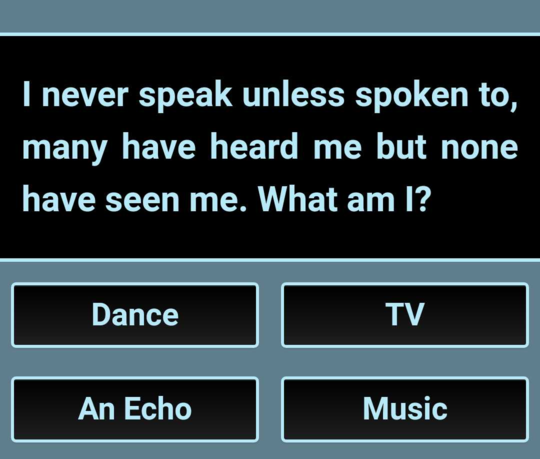 I never speak unless spoken to,
many have heard me but none
have seen me. What am I?
Dance
TV
An Echo
Music